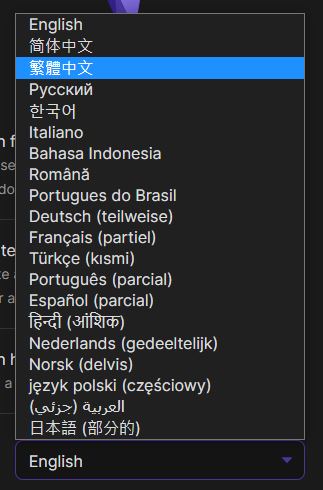 English
简体中文
繁體中文
Русский
한국어
Italiano
Bahasa Indonesia
Română
Portugues do Brasil
Deutsch (teilweise)
Français (partiel)
Türkçe (kısmi)
Português (parcial)
Español (parcial)
हिन्दी (आंशिक)
Nederlands (gedeeltelijk)
Norsk (delvis)
język polski (częściowy)
العربية (جزئي)
日本語 (部分的)
English